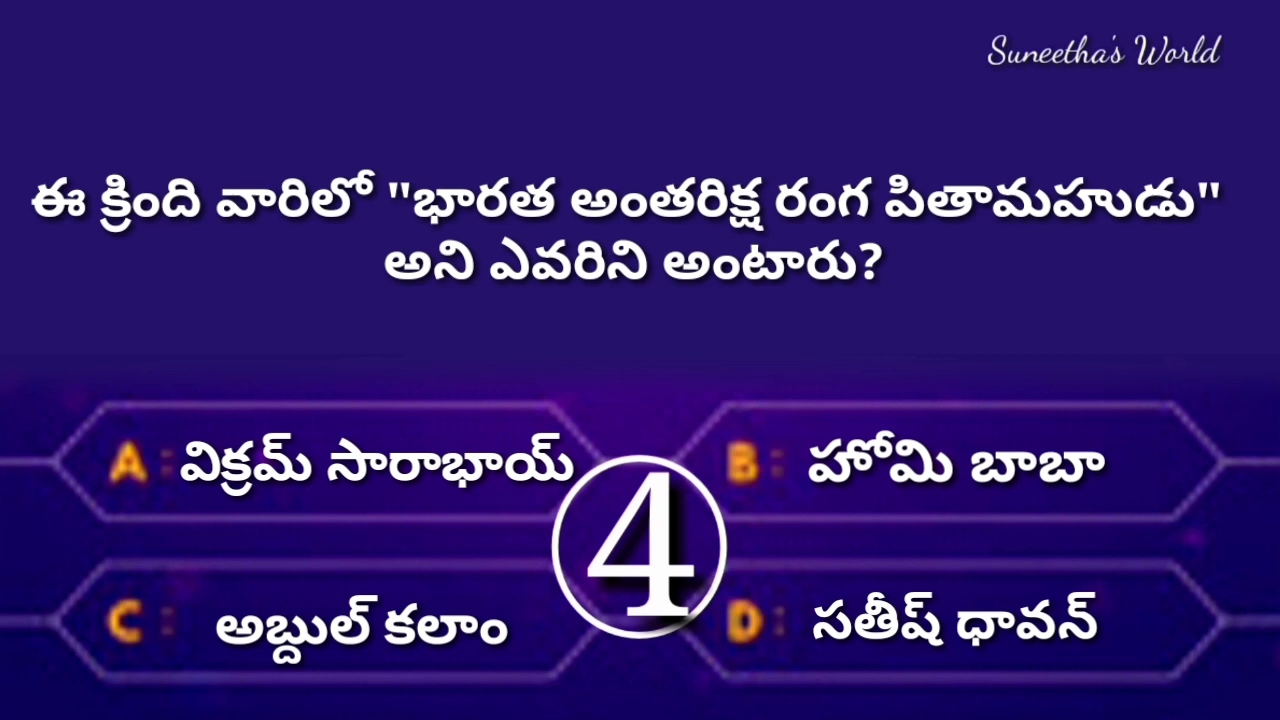 Suneetha's World
ఈ క్రింది వారిలో "భారత అంతరిక్ష రంగ పితామహుడు"
అని ఎవరిని అంటారు?
A : విక్రమ్ సారాభాయ్
B : హోమి బాబా
4
C : అబ్దుల్ కలాం
D : సతీష్ ధావన్